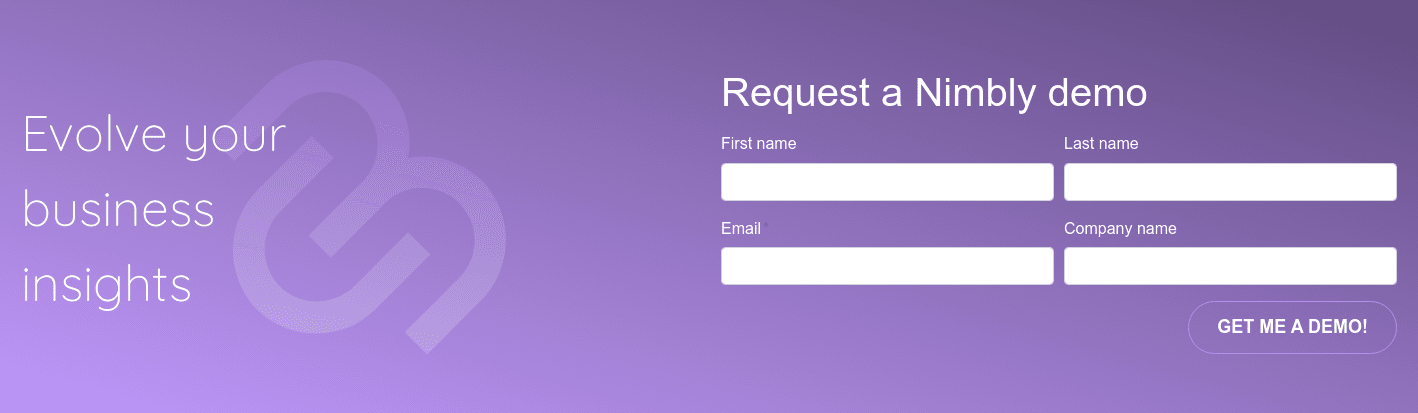 Evolve your
business
insights
Request a Nimbly demo
First name
Last name
Email
Company name
GET ME A DEMO!